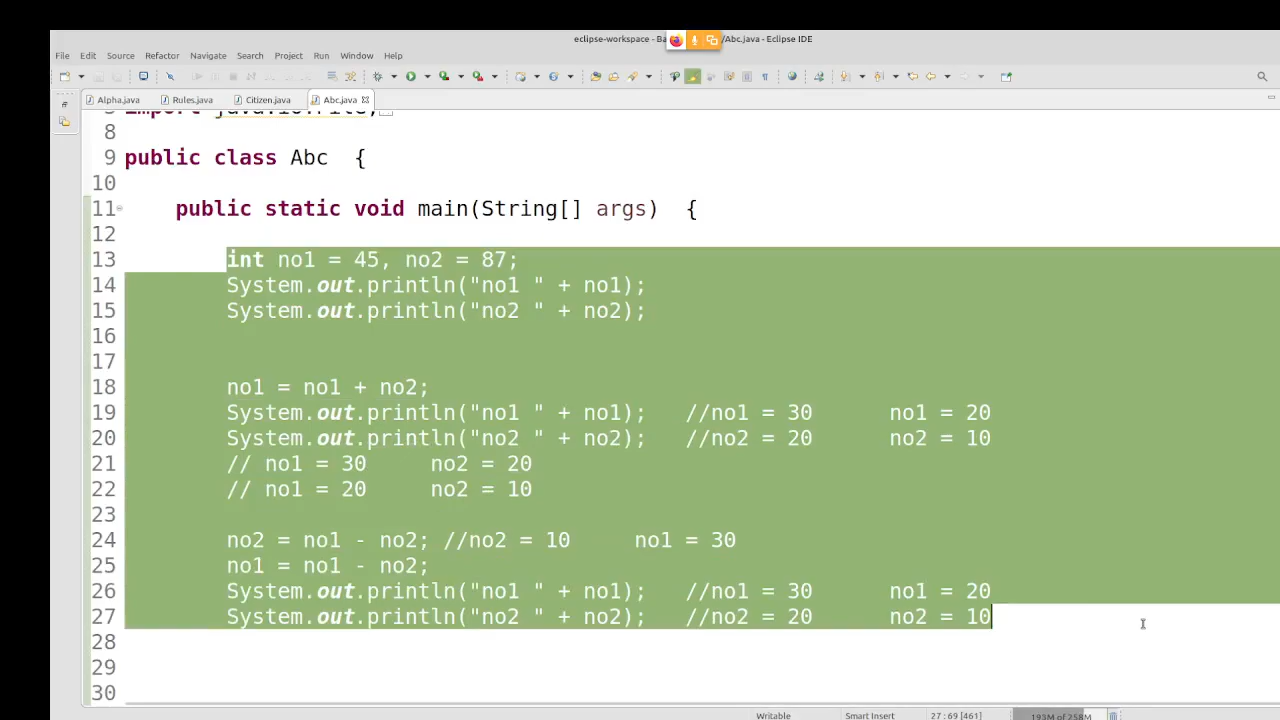 eclipse-workspace - Ba /Abc.java - Eclipse IDE
File Edit Source Refactor Navigate Search Project Run Window Help
Alpha.java Rules.java Citizen.java Abc.java
8
9 public class Abc  {
10
11 public static void main(String[] args)  {
12
13 int no1 = 45, no2 = 87;
14 System.out.println("no1 " + no1);
15 System.out.println("no2 " + no2);
16
17
18 no1 = no1 + no2;
19 System.out.println("no1 " + no1);   //no1 = 30      no1 = 20
20 System.out.println("no2 " + no2);   //no2 = 20      no2 = 10
21 // no1 = 30     no2 = 20
22 // no1 = 20     no2 = 10
23
24 no2 = no1 - no2; //no2 = 10     no1 = 30
25 no1 = no1 - no2;
26 System.out.println("no1 " + no1);   //no1 = 30      no1 = 20
27 System.out.println("no2 " + no2);   //no2 = 20      no2 = 10
28
29
30
Writable Smart Insert 27:69 [461] 193M of 258M